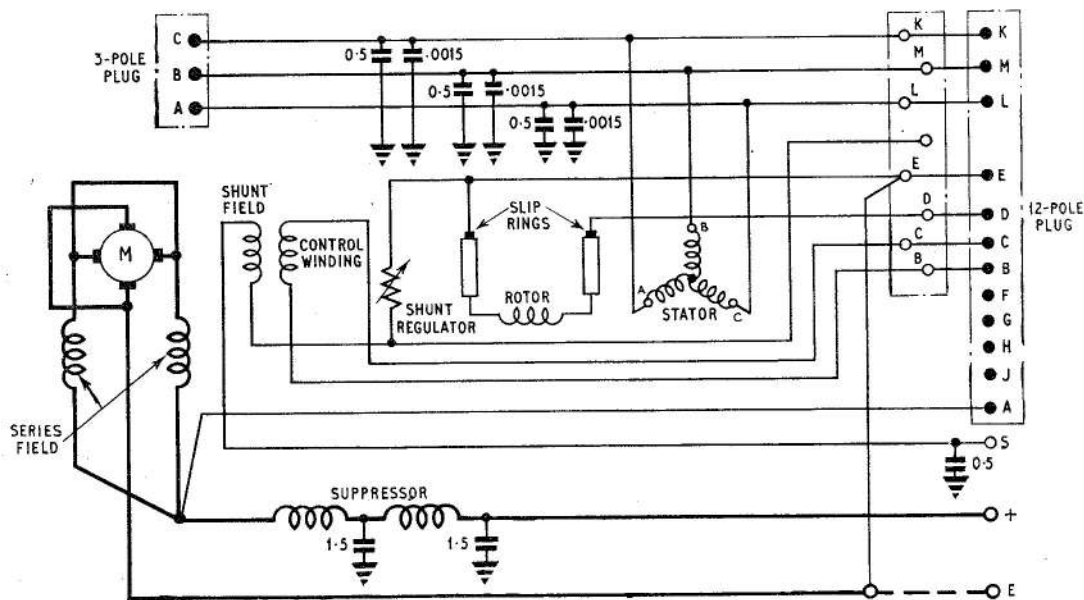 C
3-POLE
PLUG
B
A
0.5
.0015
0.5
.0015
0.5
.0015
K
K
M
M
L
L
E
E
D
D
C
C
B
B
F
G
H
J
A
12-POLE
PLUG
SHUNT
FIELD
CONTROL
WINDING
SLIP
RINGS
SHUNT
REGULATOR
ROTOR
B
A
STATOR
C
M
SERIES
FIELD
S
0.5
SUPPRESSOR
1.5
1.5
+
E